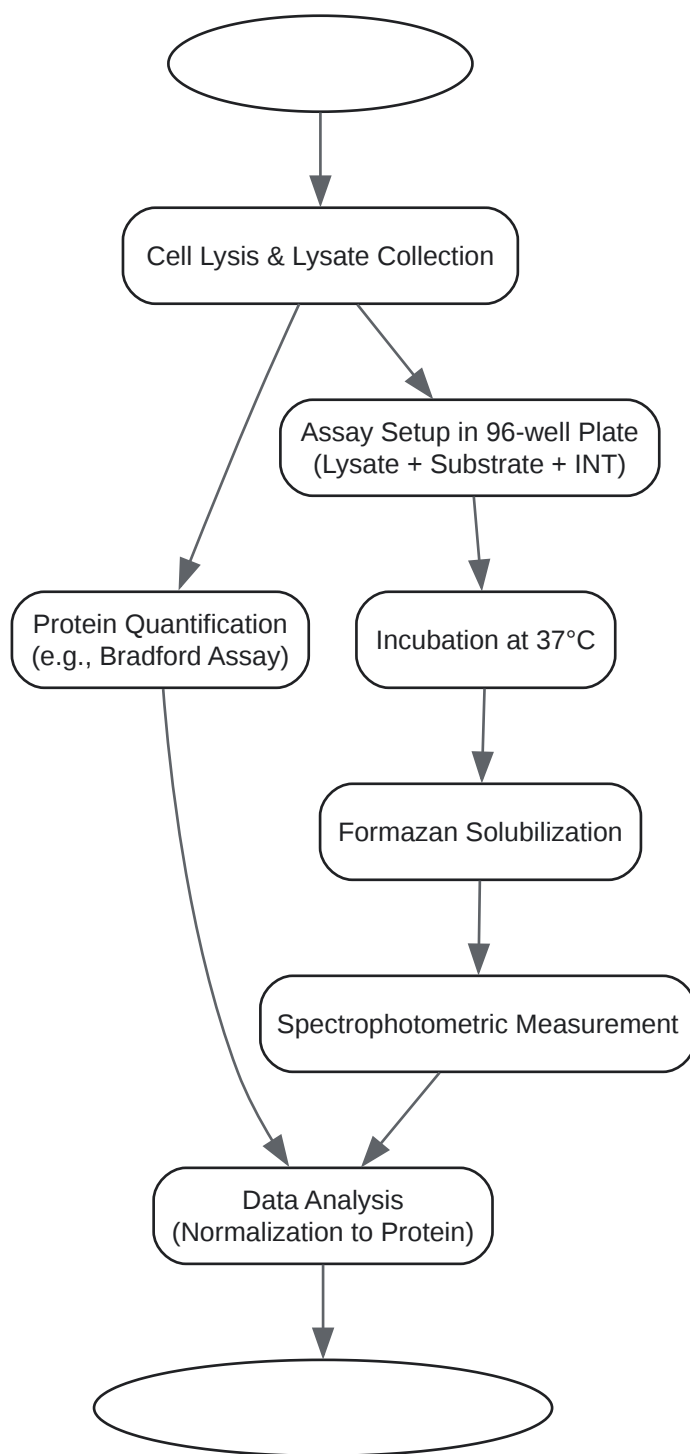 Cell Lysis & Lysate Collection
Assay Setup in 96-well Plate
(Lysate + Substrate + INT)
Protein Quantification
(e.g., Bradford Assay)
Incubation at 37°C
Formazan Solubilization
Spectrophotometric Measurement
Data Analysis
(Normalization to Protein)